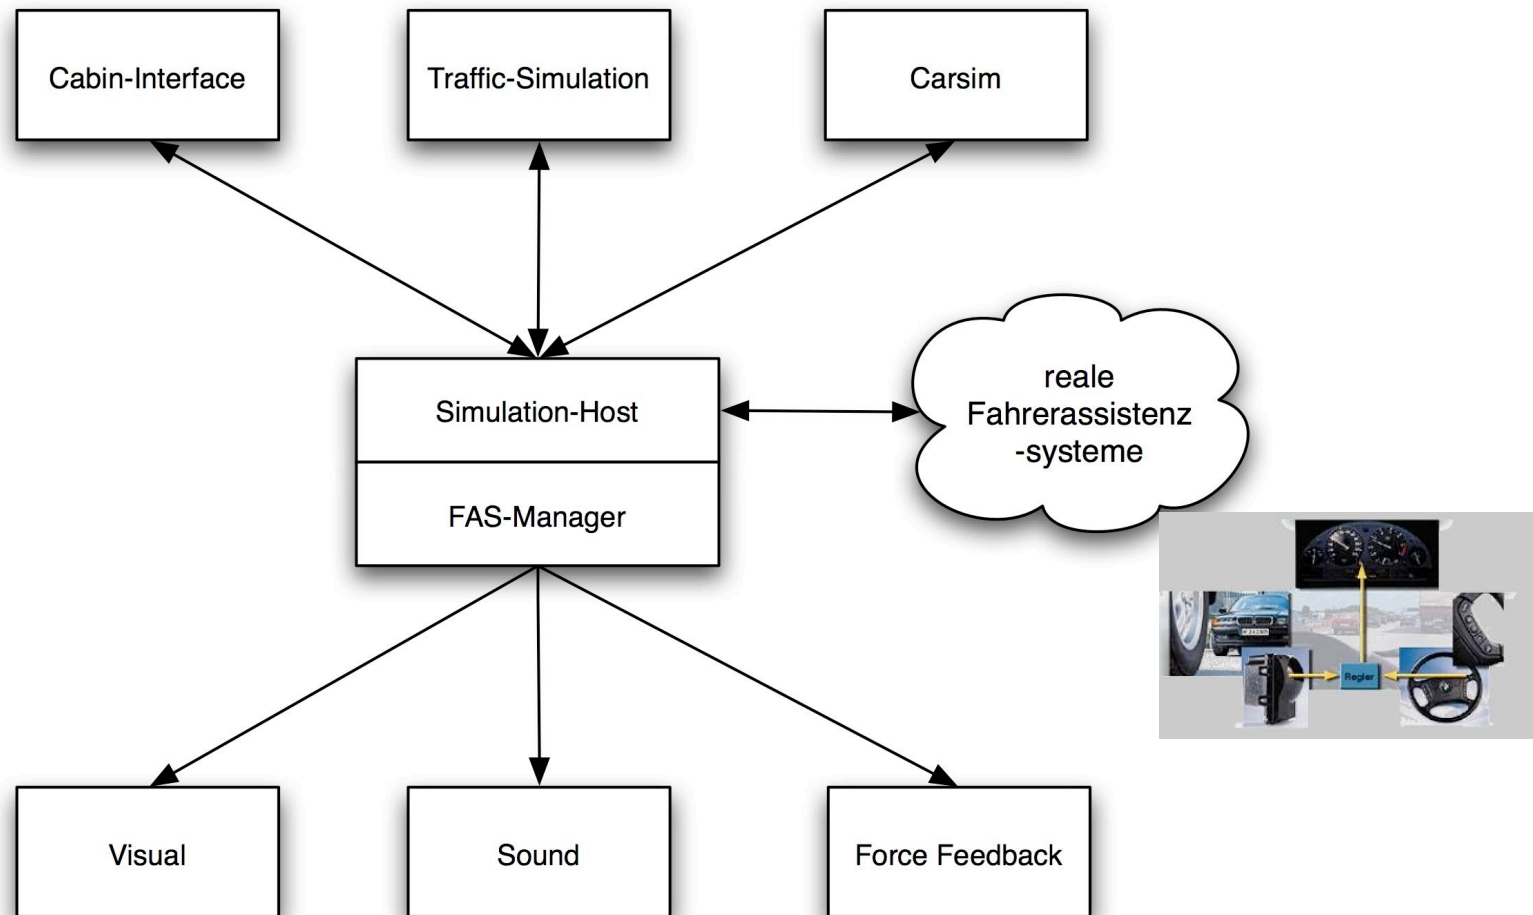 Cabin-Interface
Traffic-Simulation
Carsim
Simulation-Host
FAS-Manager
reale
Fahrerassistenz
-systeme
Regler
Visual
Sound
Force Feedback